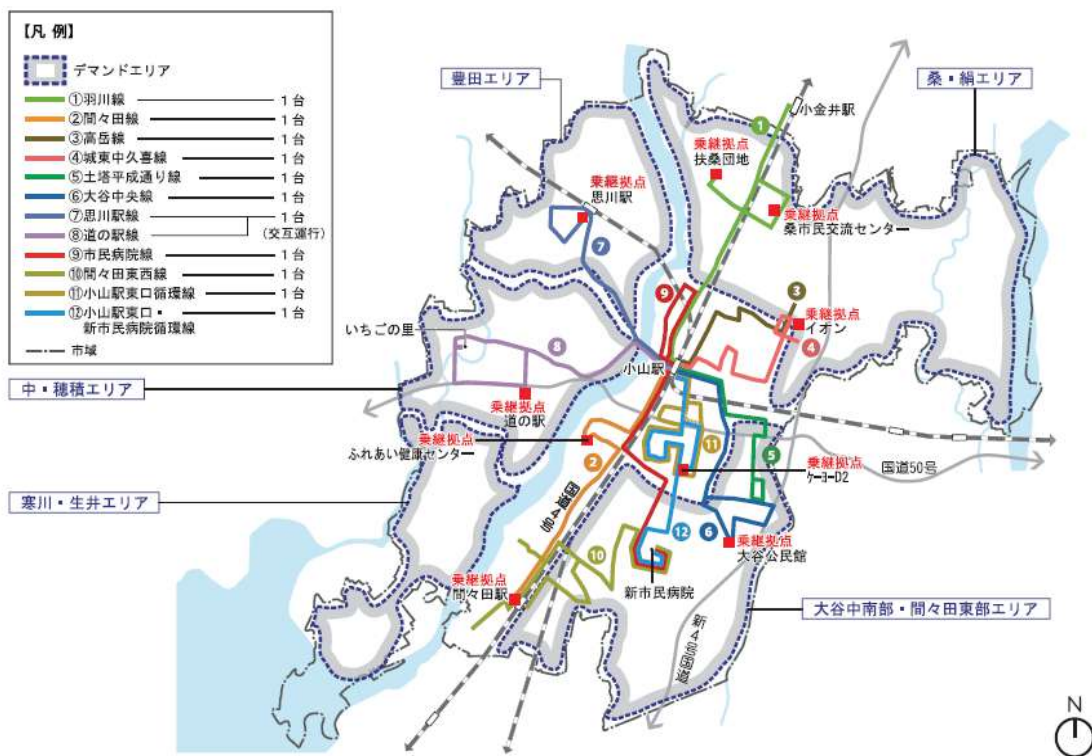 【凡 例】
デマンドエリア
①羽川線 1台
②間々田線 1台
③高岳線 1台
④城東中久喜線 1台
⑤土塔平成通り線 1台
⑥大谷中央線 1台
⑦思川駅線 1台
⑧道の駅線 (交互運行)
⑨市民病院線 1台
⑩間々田東西線 1台
⑪小山駅東口循環線 1台
⑫小山駅東口・ 1台
新市民病院循環線
市域
豊田エリア
桑・絹エリア
小金井駅
1
乗継拠点
扶桑団地
乗継拠点
思川駅
乗継拠点
桑市民交流センター
7
9
3
乗継拠点
イオン
4
いちごの里
8
小山駅
中・穂積エリア
乗継拠点
道の駅
乗継拠点
ふれあい健康センター
2
11
5
乗継拠点
ケーヨーD2
国道50号
寒川・生井エリア
国道4号
12
6
乗継拠点
大谷公民館
10
乗継拠点
間々田駅
新市民病院
大谷中南部・間々田東部エリア
新4号国道
N